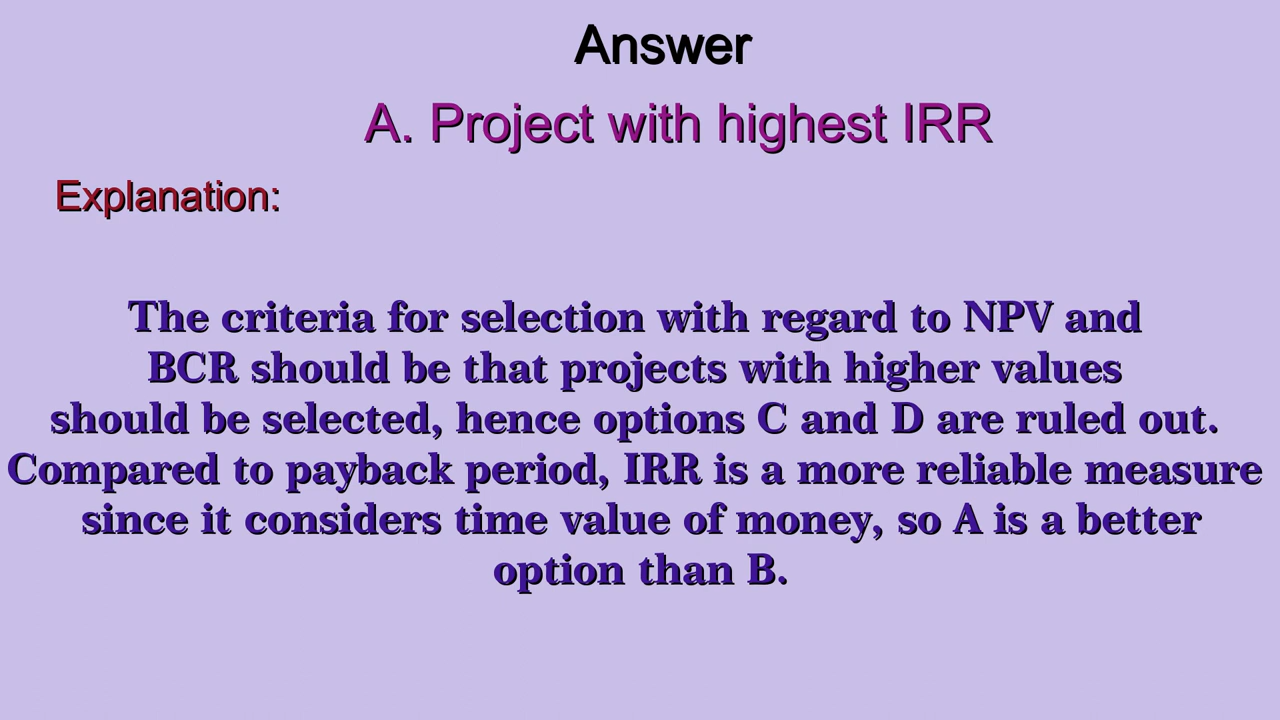 Answer
A. Project with highest IRR
Explanation:
The criteria for selection with regard to NPV and
BCR should be that projects with higher values
should be selected, hence options C and D are ruled out.
Compared to payback period, IRR is a more reliable measure
since it considers time value of money, so A is a better
option than B.